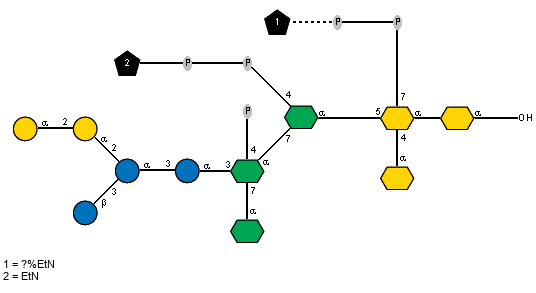 1 P P
2 P P
4 7
P α 5 α α OH
α 2 α 4 4
2 7 α
α 3 α 3 α
3 7
β α
1 = ?%EtN
2 = EtN